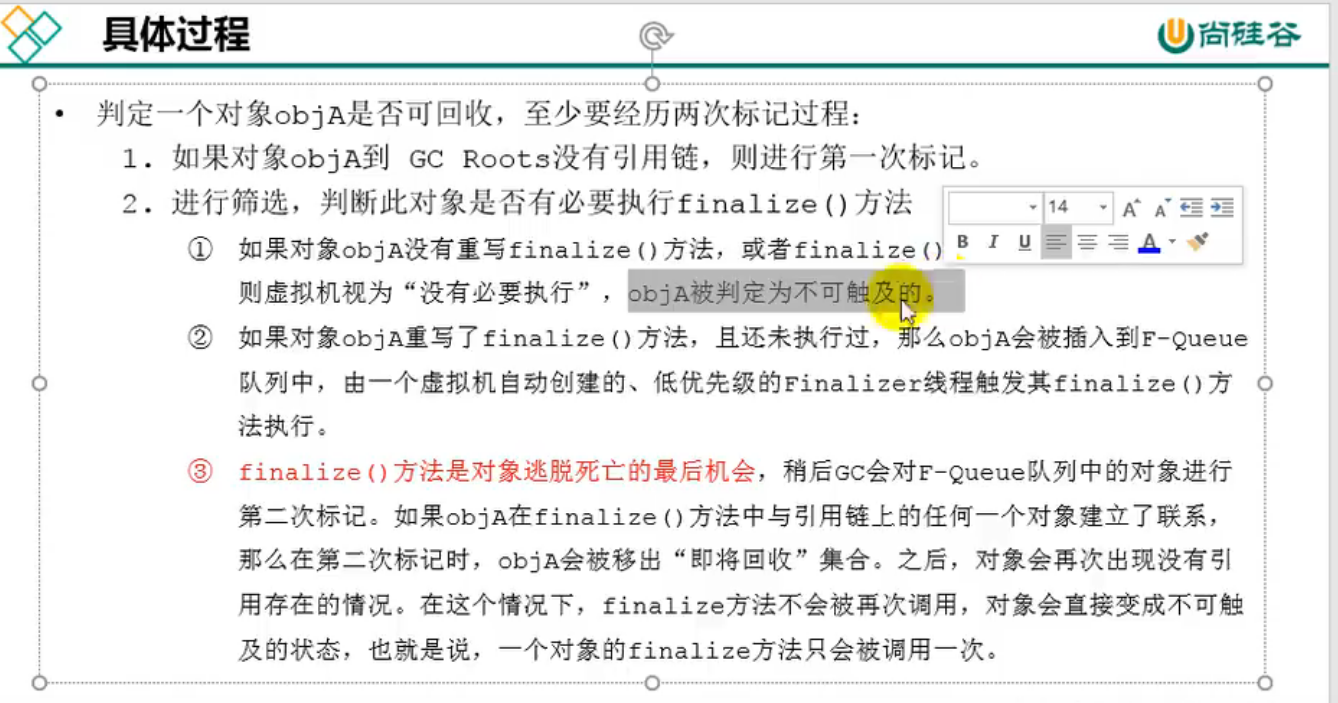 具体过程
尚硅谷
• 判定一个对象objA是否可回收，至少要经历两次标记过程：
1. 如果对象objA到 GC Roots没有引用链，则进行第一次标记。
2. 进行筛选，判断此对象是否有必要执行finalize()方法
14
B I U A
① 如果对象objA没有重写finalize()方法，或者finalize()
则虚拟机视为“没有必要执行”，objA被判定为不可触及的。
② 如果对象objA重写了finalize()方法，且还未执行过，那么objA会被插入到F-Queue
队列中，由一个虚拟机自动创建的、低优先级的Finalizer线程触发其finalize()方
法执行。
③ finalize()方法是对象逃脱死亡的最后机会，稍后GC会对F-Queue队列中的对象进行
第二次标记。如果objA在finalize()方法中与引用链上的任何一个对象建立了联系，
那么在第二次标记时，objA会被移出“即将回收”集合。之后，对象会再次出现没有引
用存在的情况。在这个情况下，finalize方法不会被再次调用，对象会直接变成不可触
及的状态，也就是说，一个对象的finalize方法只会被调用一次。